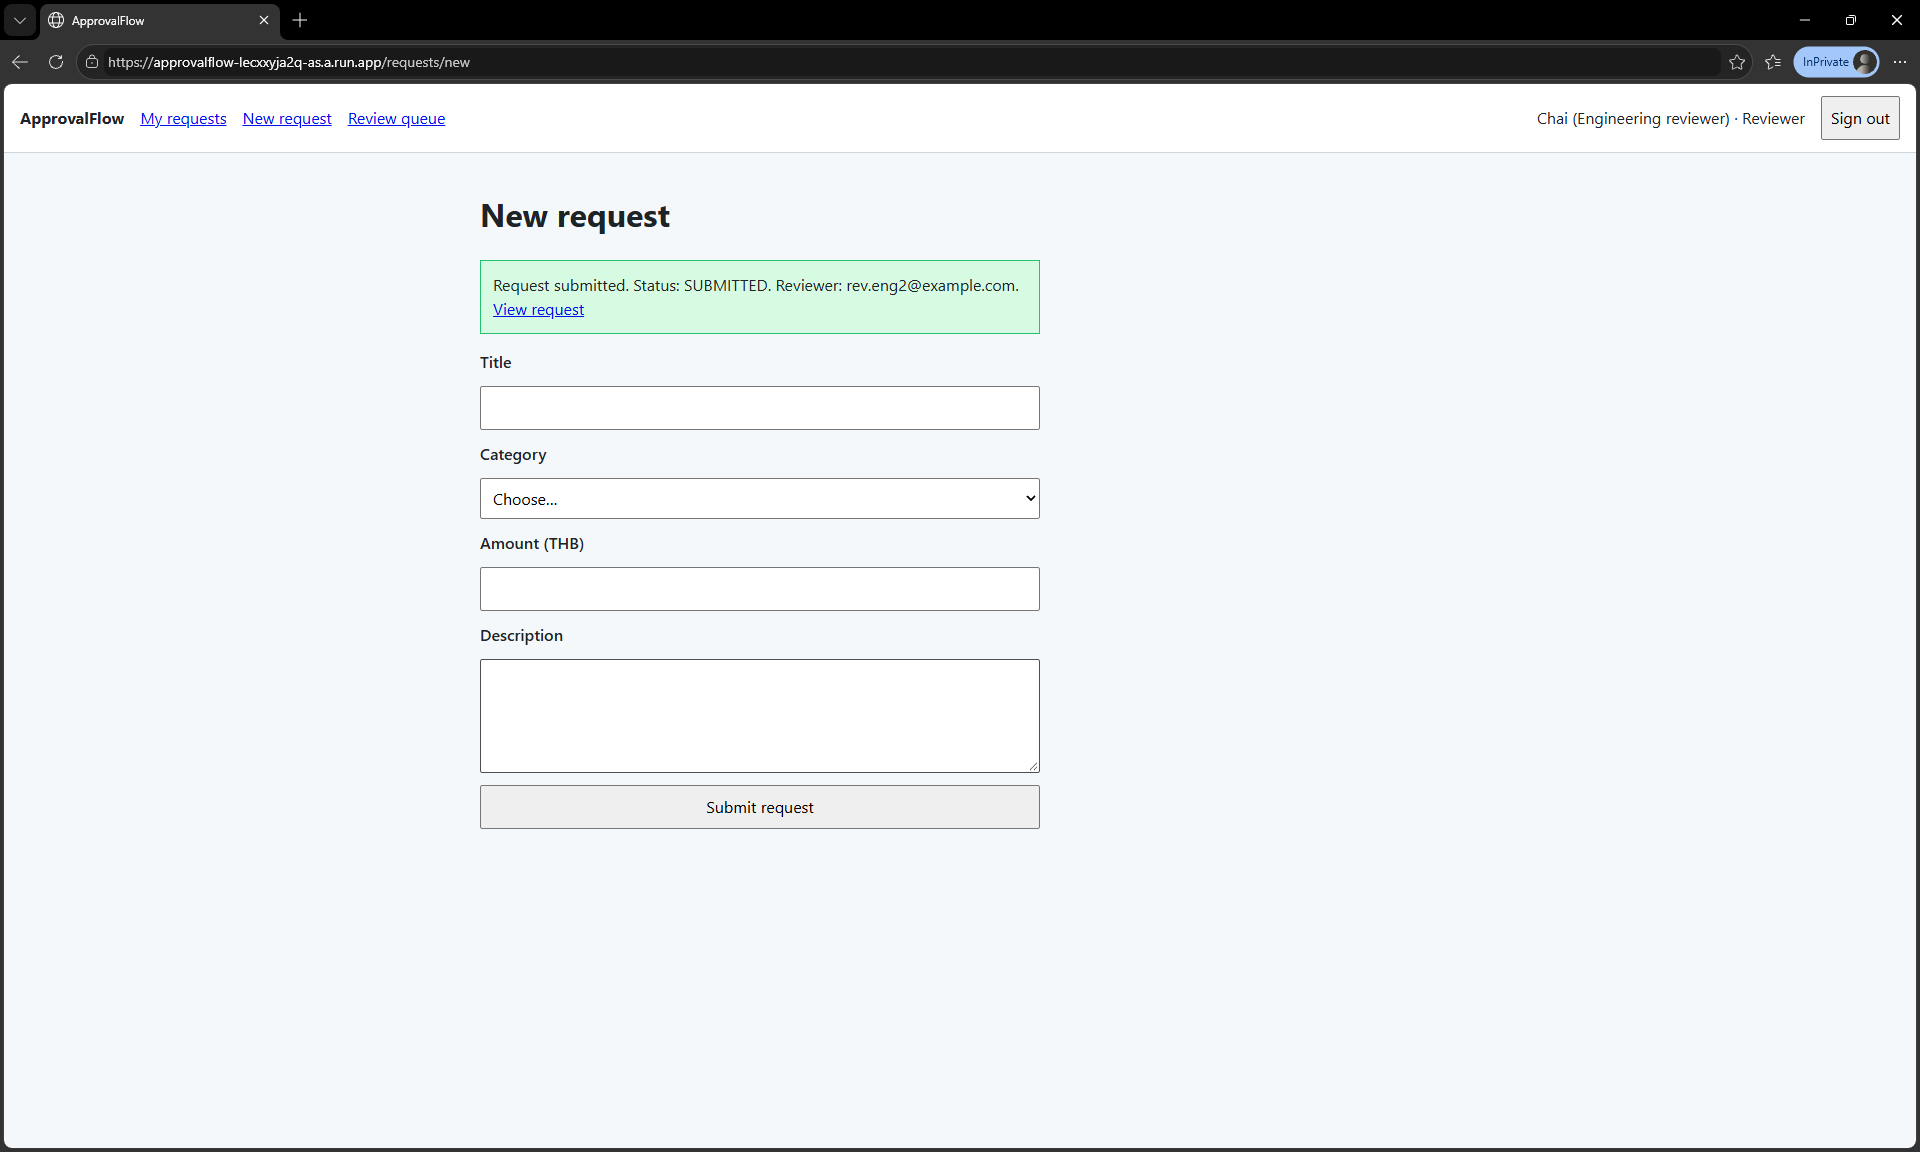 ApprovalFlow
https://approvalflow-lecxxyja2q-as.a.run.app/requests/new
InPrivate
ApprovalFlow My requests New request Review queue Chai (Engineering reviewer) · Reviewer Sign out
New request
Request submitted. Status: SUBMITTED. Reviewer: rev.eng2@example.com.
View request
Title
Category
Choose...
Amount (THB)
Description
Submit request